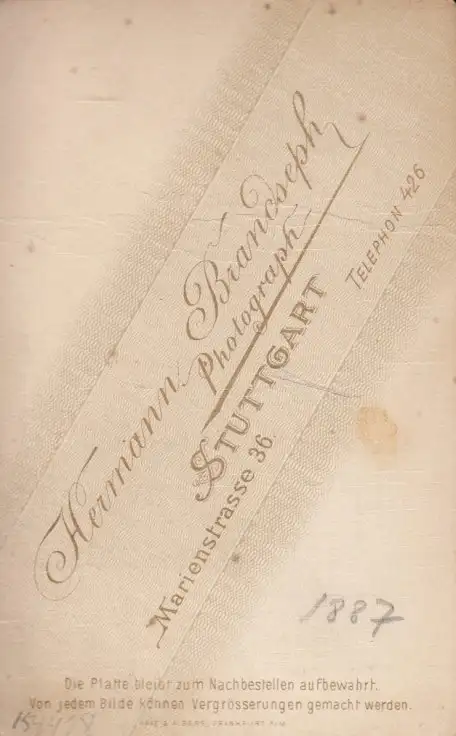 Hermann Brandseph
Photograph
STUTTGART
Marienstrasse 36.
TELEPHON 426
1887
Die Platte bleibt zum Nachbestellen aufbewahrt.
Von jedem Bilde können Vergrösserungen gemacht werden.
FRANKFURT A/M.